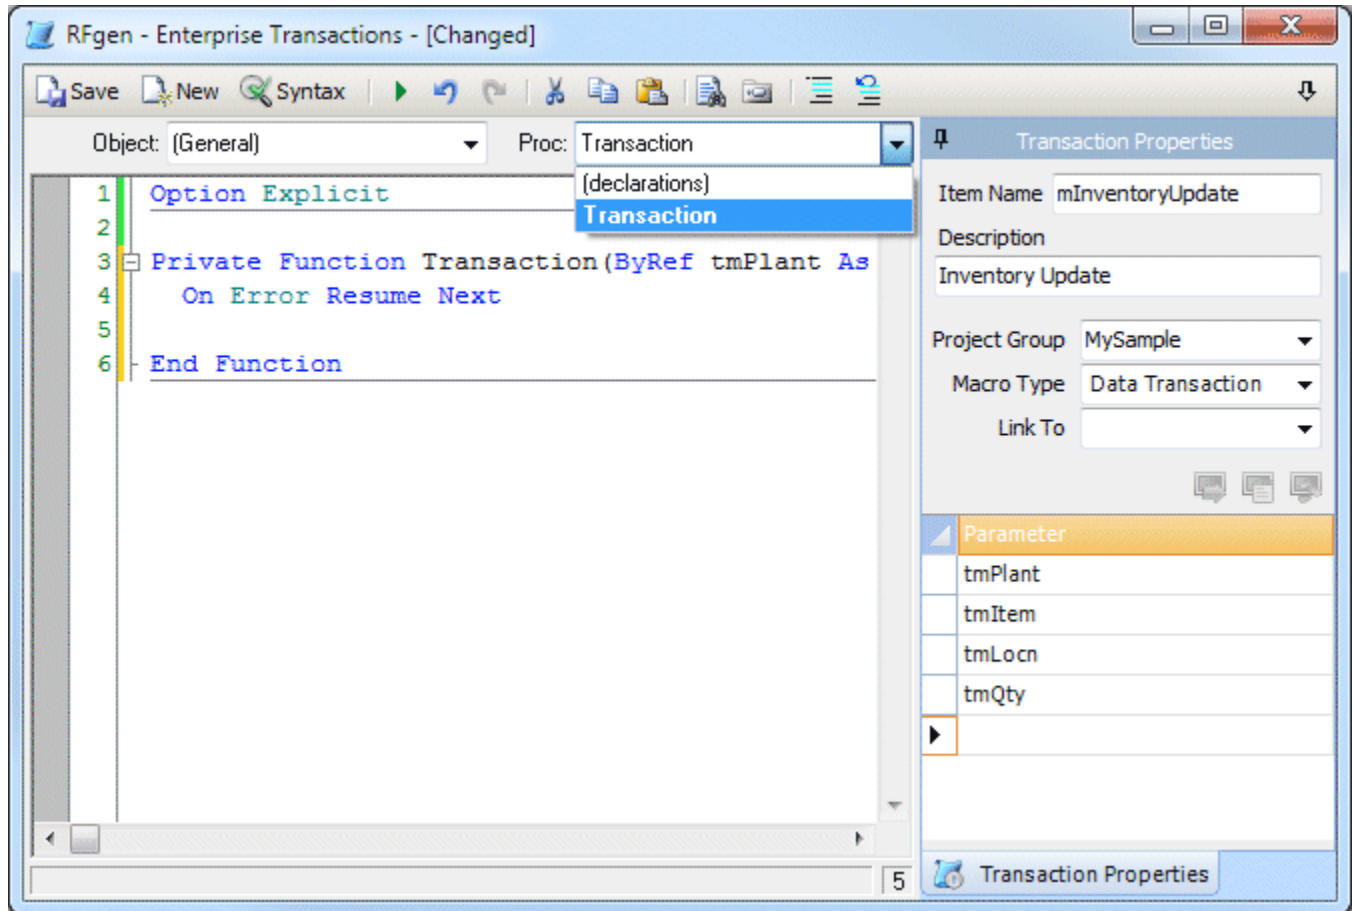 RFgen - Enterprise Transactions - [Changed]
Save New Syntax
Object: (General) Proc: Transaction
(declarations)
Transaction
1 Option Explicit
2
3 Private Function Transaction(ByRef tmPlant As
4 On Error Resume Next
5
6 End Function
5
Transaction Properties
Item Name mInventoryUpdate
Description
Inventory Update
Project Group MySample
Macro Type Data Transaction
Link To
Parameter
tmPlant
tmItem
tmLocn
tmQty
Transaction Properties